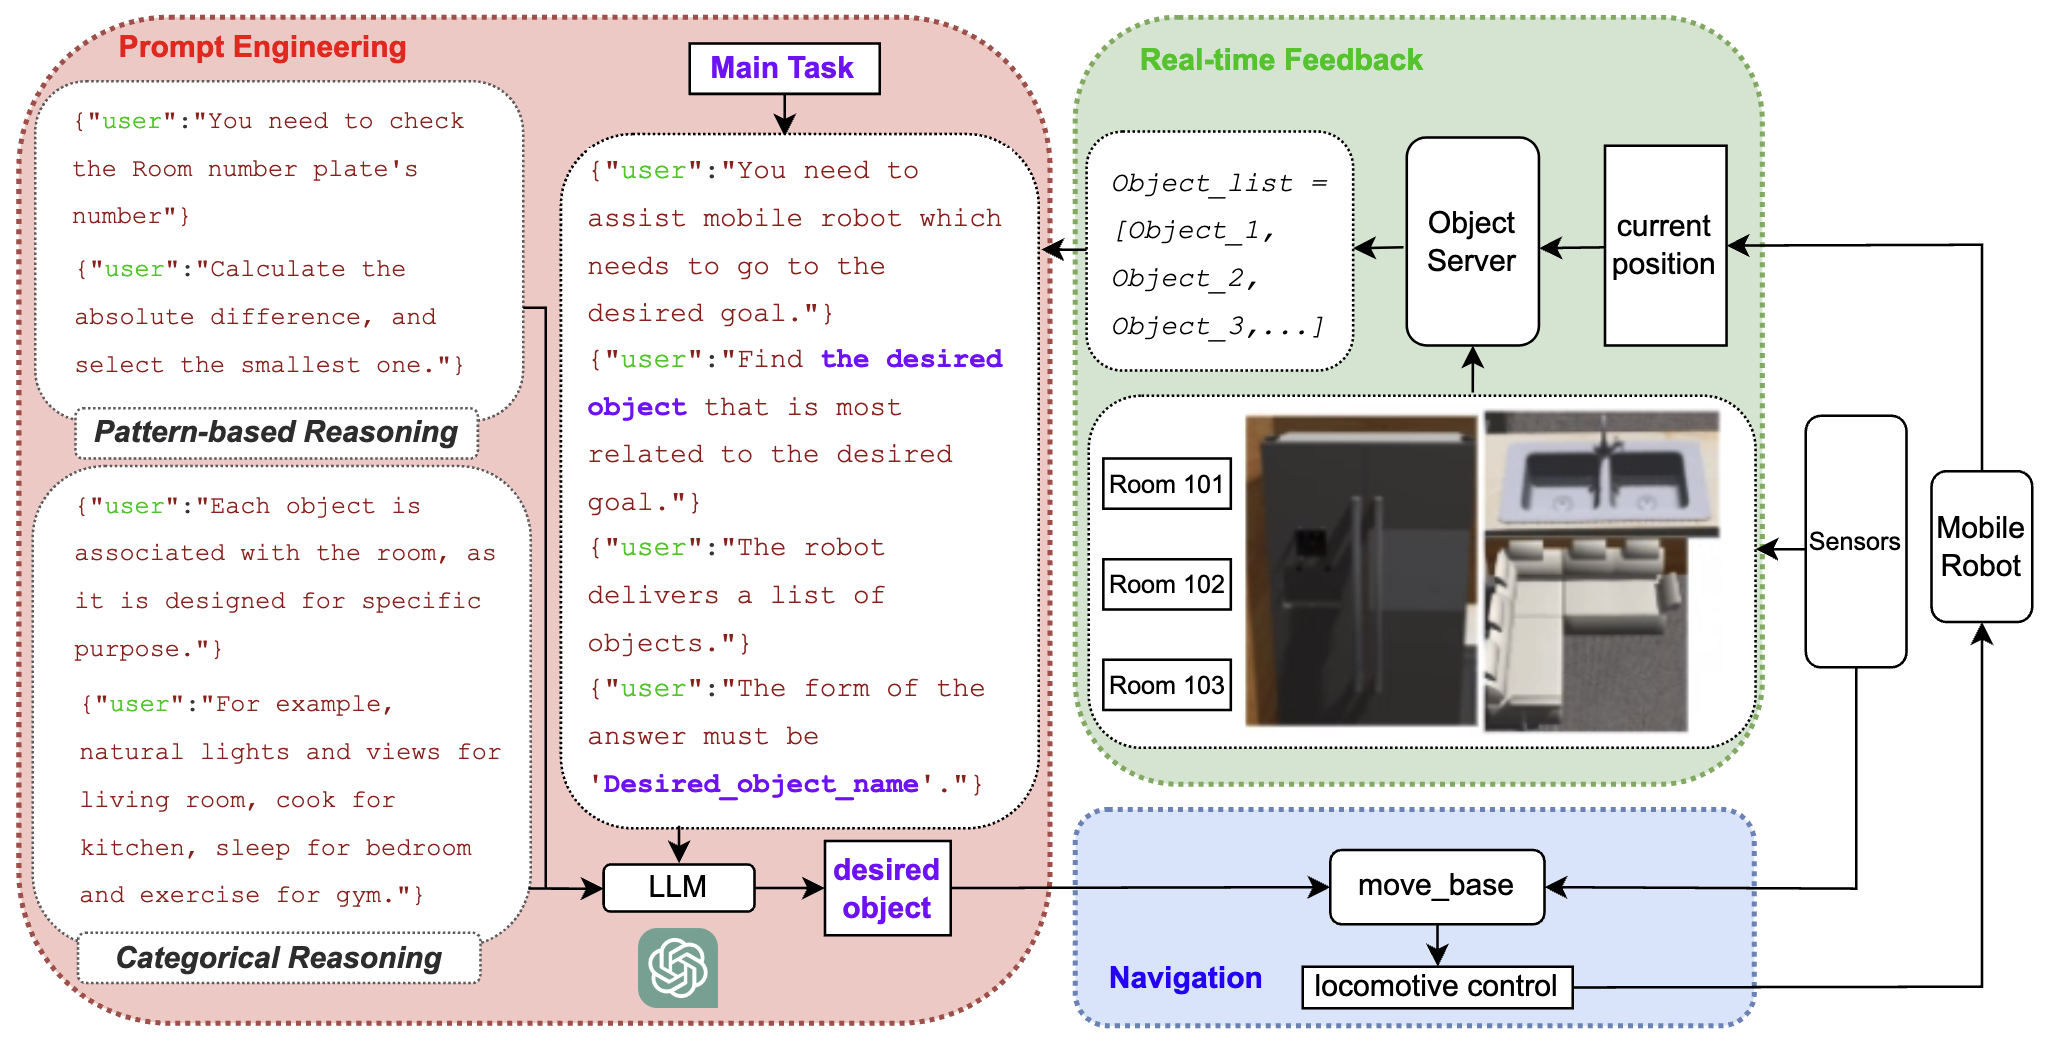 Prompt Engineering
{"user":"You need to check
the Room number plate's
number"}
{"user":"Calculate the
absolute difference, and
select the smallest one."}
Pattern-based Reasoning
{"user":"Each object is
associated with the room, as
it is designed for specific
purpose."}
{"user":"For example,
natural lights and views for
living room, cook for
kitchen, sleep for bedroom
and exercise for gym."}
Categorical Reasoning
Main Task
{"user":"You need to
assist mobile robot which
needs to go to the
desired goal."}
{"user":"Find the desired
object that is most
related to the desired
goal."}
{"user":"The robot
delivers a list of
objects."}
{"user":"The form of the
answer must be
'Desired_object_name'."}
LLM
desired
object
Real-time Feedback
Object_list =
[Object_1,
Object_2,
Object_3,...]
Object
Server
current
position
Room 101
Room 102
Room 103
Sensors
Mobile
Robot
move_base
Navigation
locomotive control